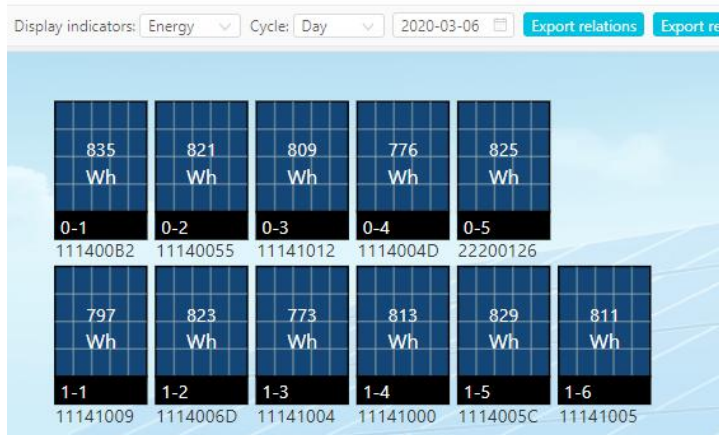 Display indicators: Energy Cycle: Day 2020-03-06 Export relations Export re
835 821 809 776 825
Wh Wh Wh Wh Wh
0-1 0-2 0-3 0-4 0-5
111400B2 11140055 11141012 1114004D 22200126
797 823 773 813 829 811
Wh Wh Wh Wh Wh Wh
1-1 1-2 1-3 1-4 1-5 1-6
11141009 1114006D 11141004 11141000 1114005C 11141005